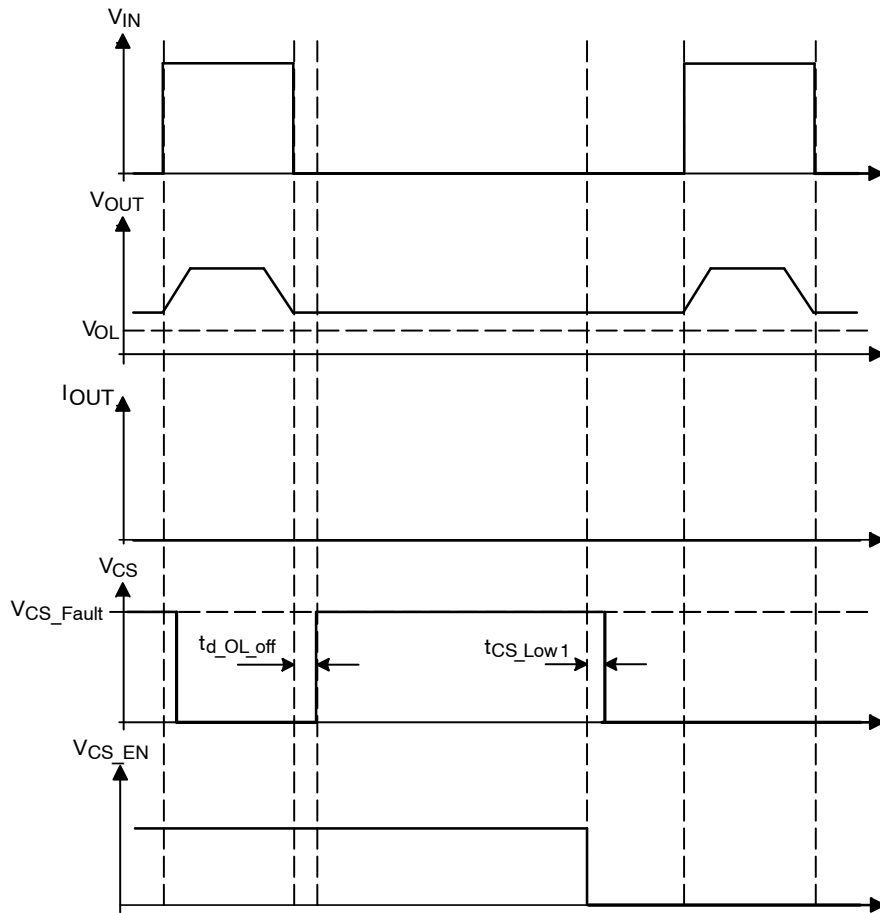 VIN
VOUT
VOL
IOUT
VCS
VCS_Fault
td_OL_off
tCS_Low1
VCS_EN